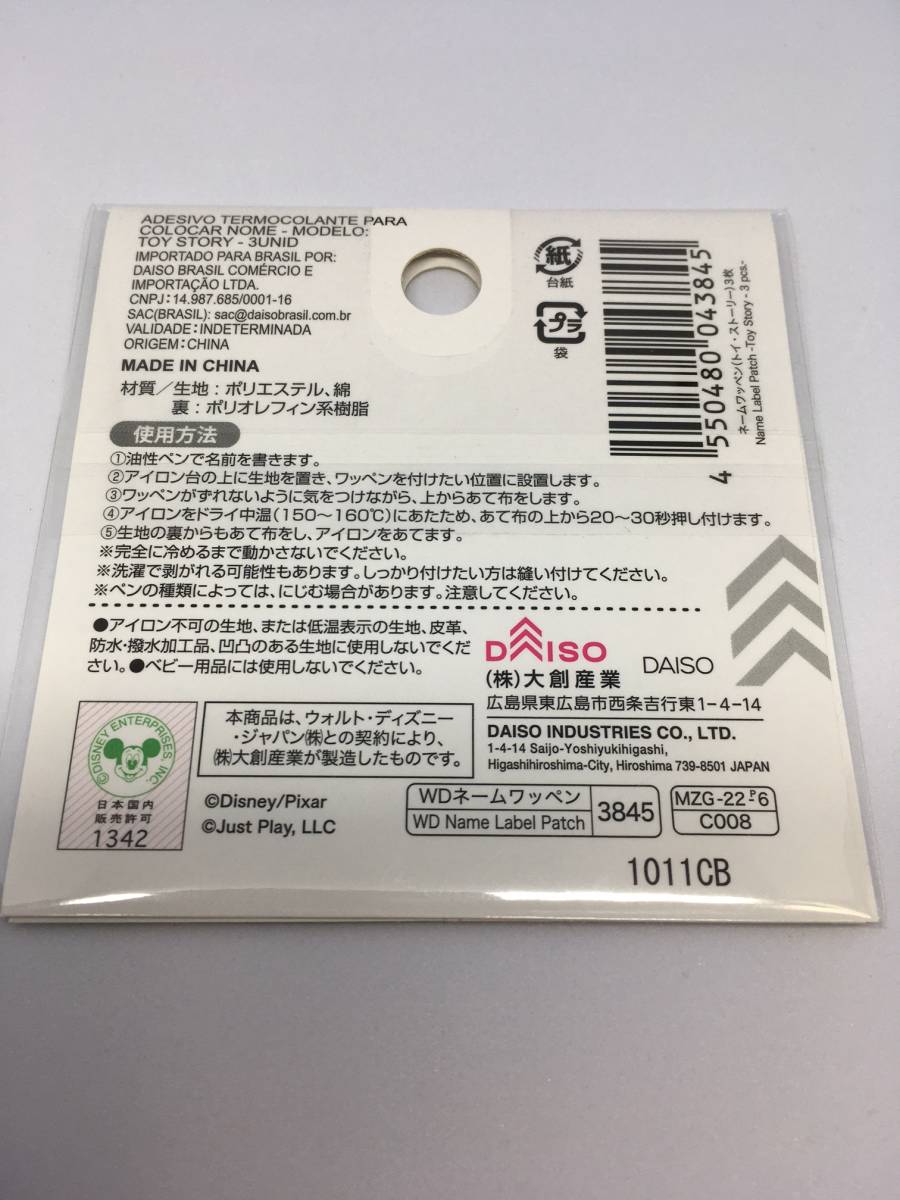 ADESIVO TERMOCOLANTE PARA
COLOCAR NOME - MODELO:
TOY STORY - 3UNID
IMPORTADO PARA BRASIL POR:
DAISO BRASIL COMÉRCIO E
IMPORTAÇÃO LTDA.
CNPJ:14.987.685/0001-16
SAC(BRASIL): sac@daisobrasil.com.br
VALIDADE:INDETERMINADA
ORIGEM:CHINA
MADE IN CHINA
紙
台紙
プラ
袋
4 550480 043845
ネームワッペン(トイ・ストーリー)3枚
Name Label Patch -Toy Story - 3 pcs.-
材質/生地:ポリエステル、綿
裏:ポリオレフィン系樹脂
使用方法
①油性ペンで名前を書きます。
②アイロン台の上に生地を置き、ワッペンを付けたい位置に設置します。
③ワッペンがずれないように気をつけながら、上からあて布をします。
④アイロンをドライ中温(150~160℃)にあたため、あて布の上から20~30秒押し付けます。
⑤生地の裏からもあて布をし、アイロンをあてます。
※完全に冷めるまで動かさないでください。
※洗濯で剥がれる可能性もあります。しっかり付けたい方は縫い付けてください。
※ペンの種類によっては、にじむ場合があります。注意してください。
●アイロン不可の生地、または低温表示の生地、皮革、
防水・撥水加工品、凹凸のある生地に使用しないでくだ
さい。●ベビー用品には使用しないでください。
DAISO
DAISO
(株)大創産業
広島県東広島市西条吉行東1-4-14
DAISO INDUSTRIES CO., LTD.
1-4-14 Saijo-Yoshiyukihigashi,
Higashihiroshima-City, Hiroshima 739-8501 JAPAN
©DISNEY ENTERPRISES, INC.
日本国内
販売許可
1342
本商品は、ウォルト・ディズニー
・ジャパン(株)との契約により、
(株)大創産業が製造したものです。
©Disney/Pixar
©Just Play, LLC
WDネームワッペン
WD Name Label Patch
3845
MZG-22-P-6
C008
1011CB